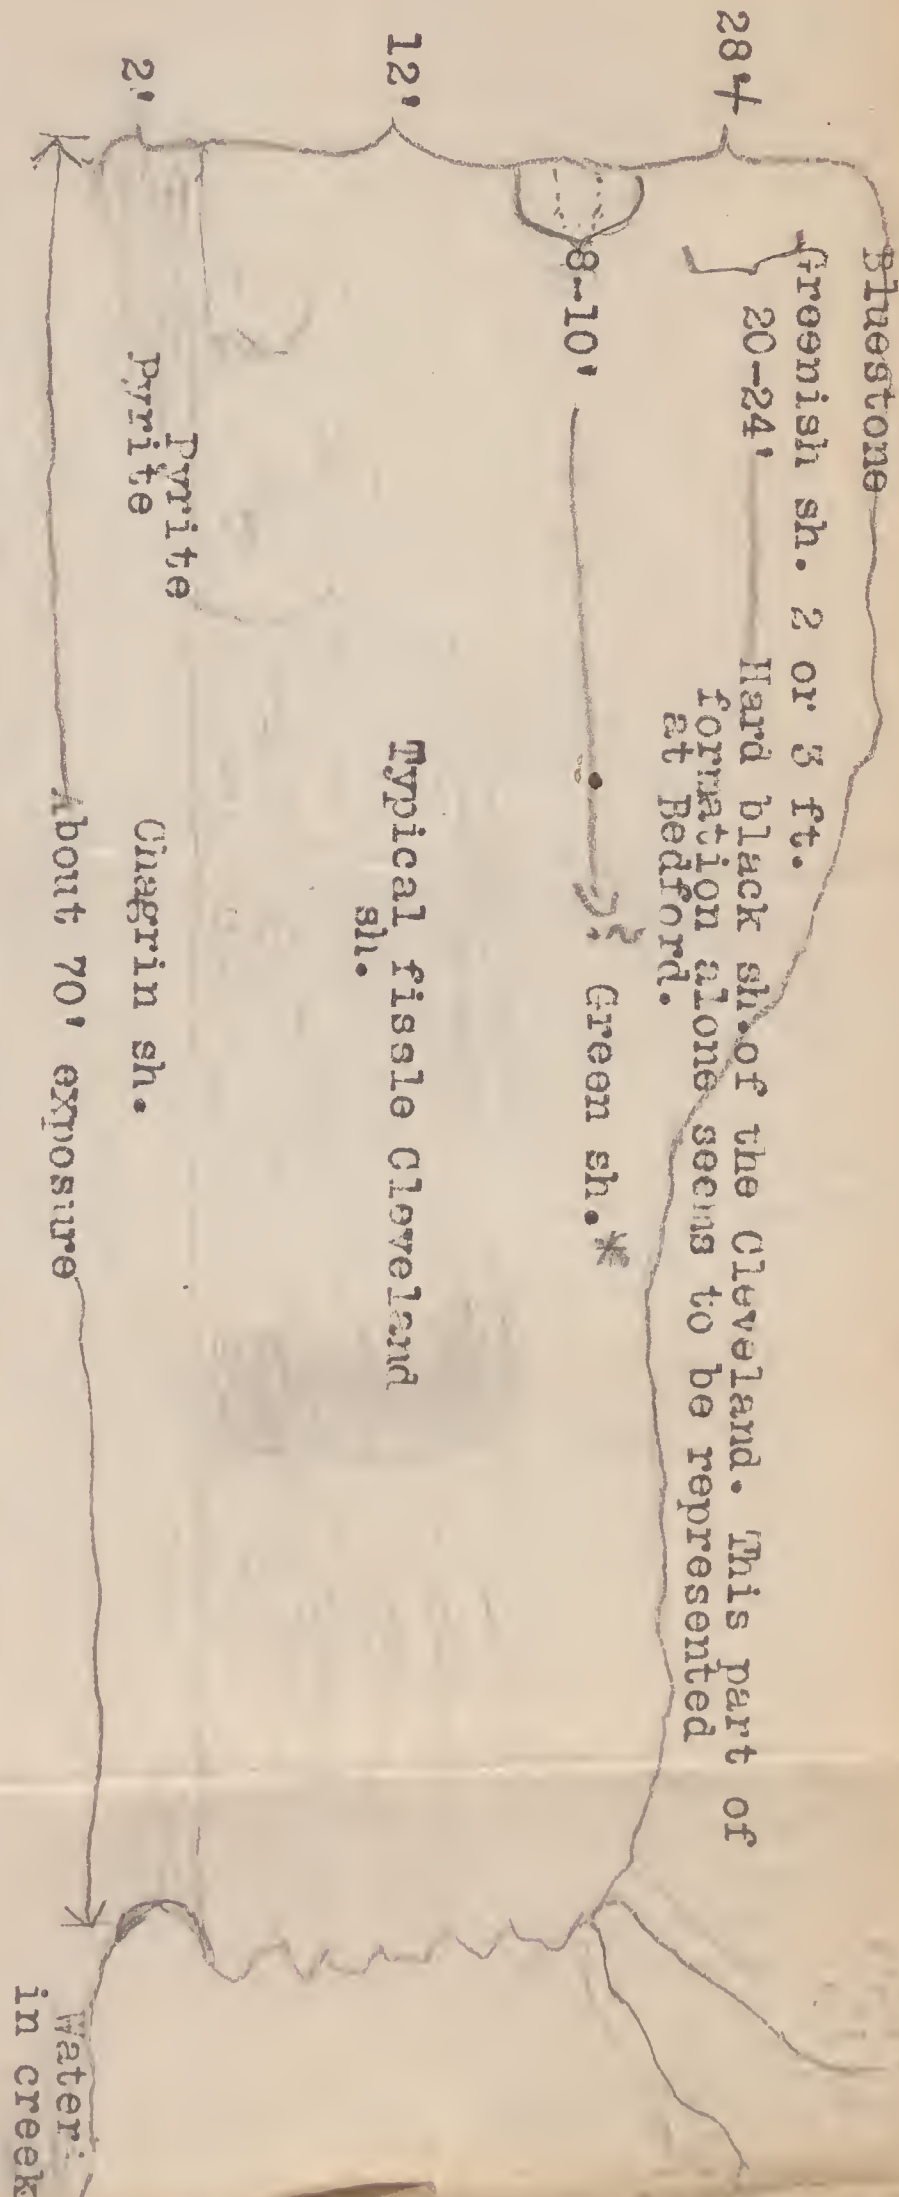 Bluestone
Greenish sh. 2 or 3 ft.
28'+
20-24'
Hard black sh.of the Cleveland. This part of
formation alone seems to be represented
at Bedford.
8-10'
Green sh.*
12'
Typical fissle Cleveland
sh.
Pyrite
Pyrite
2'
Chagrin sh.
About 70' exposure
Water
in creek